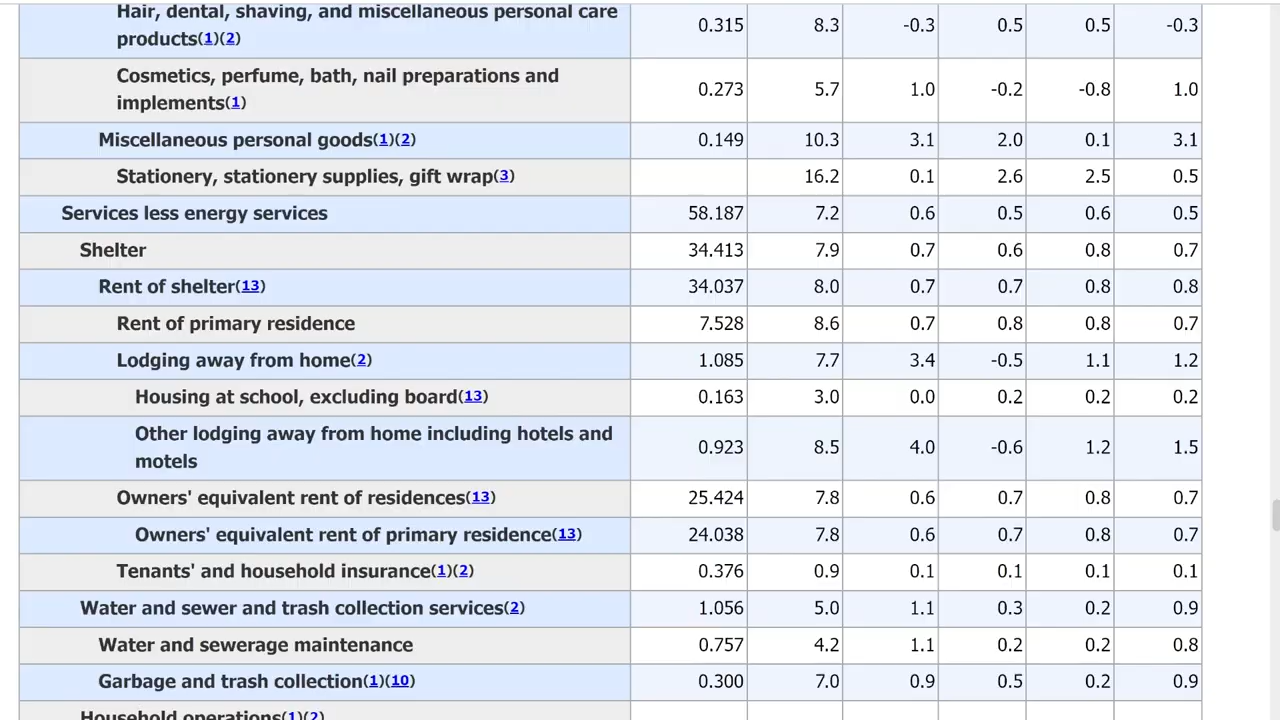 Hair, dental, shaving, and miscellaneous personal care
products(1)(2) 0.315 8.3 -0.3 0.5 0.5 -0.3
Cosmetics, perfume, bath, nail preparations and
implements(1) 0.273 5.7 1.0 -0.2 -0.8 1.0
Miscellaneous personal goods(1)(2) 0.149 10.3 3.1 2.0 0.1 3.1
Stationery, stationery supplies, gift wrap(3) 16.2 0.1 2.6 2.5 0.5
Services less energy services 58.187 7.2 0.6 0.5 0.6 0.5
Shelter 34.413 7.9 0.7 0.6 0.8 0.7
Rent of shelter(13) 34.037 8.0 0.7 0.7 0.8 0.8
Rent of primary residence 7.528 8.6 0.7 0.8 0.8 0.7
Lodging away from home(2) 1.085 7.7 3.4 -0.5 1.1 1.2
Housing at school, excluding board(13) 0.163 3.0 0.0 0.2 0.2 0.2
Other lodging away from home including hotels and
motels 0.923 8.5 4.0 -0.6 1.2 1.5
Owners' equivalent rent of residences(13) 25.424 7.8 0.6 0.7 0.8 0.7
Owners' equivalent rent of primary residence(13) 24.038 7.8 0.6 0.7 0.8 0.7
Tenants' and household insurance(1)(2) 0.376 0.9 0.1 0.1 0.1 0.1
Water and sewer and trash collection services(2) 1.056 5.0 1.1 0.3 0.2 0.9
Water and sewerage maintenance 0.757 4.2 1.1 0.2 0.2 0.8
Garbage and trash collection(1)(10) 0.300 7.0 0.9 0.5 0.2 0.9
Household operations(1)(2)